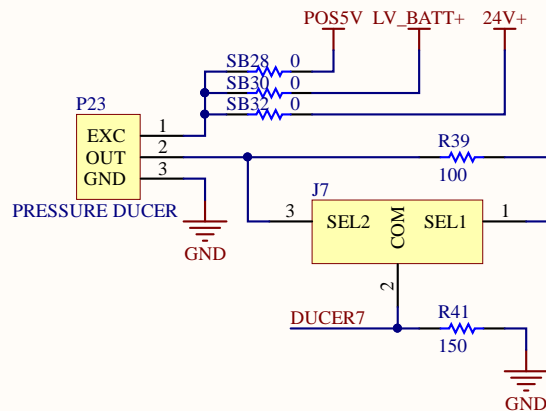 POS5V LV_BATT+ 24V+
SB28 0
SB30 0
SB32 0
P23
EXC 1
OUT 2
GND 3
PRESSURE DUCER
GND
R39
100
J7
3 SEL2 COM SEL1 1
2
DUCER7
R41
150
GND